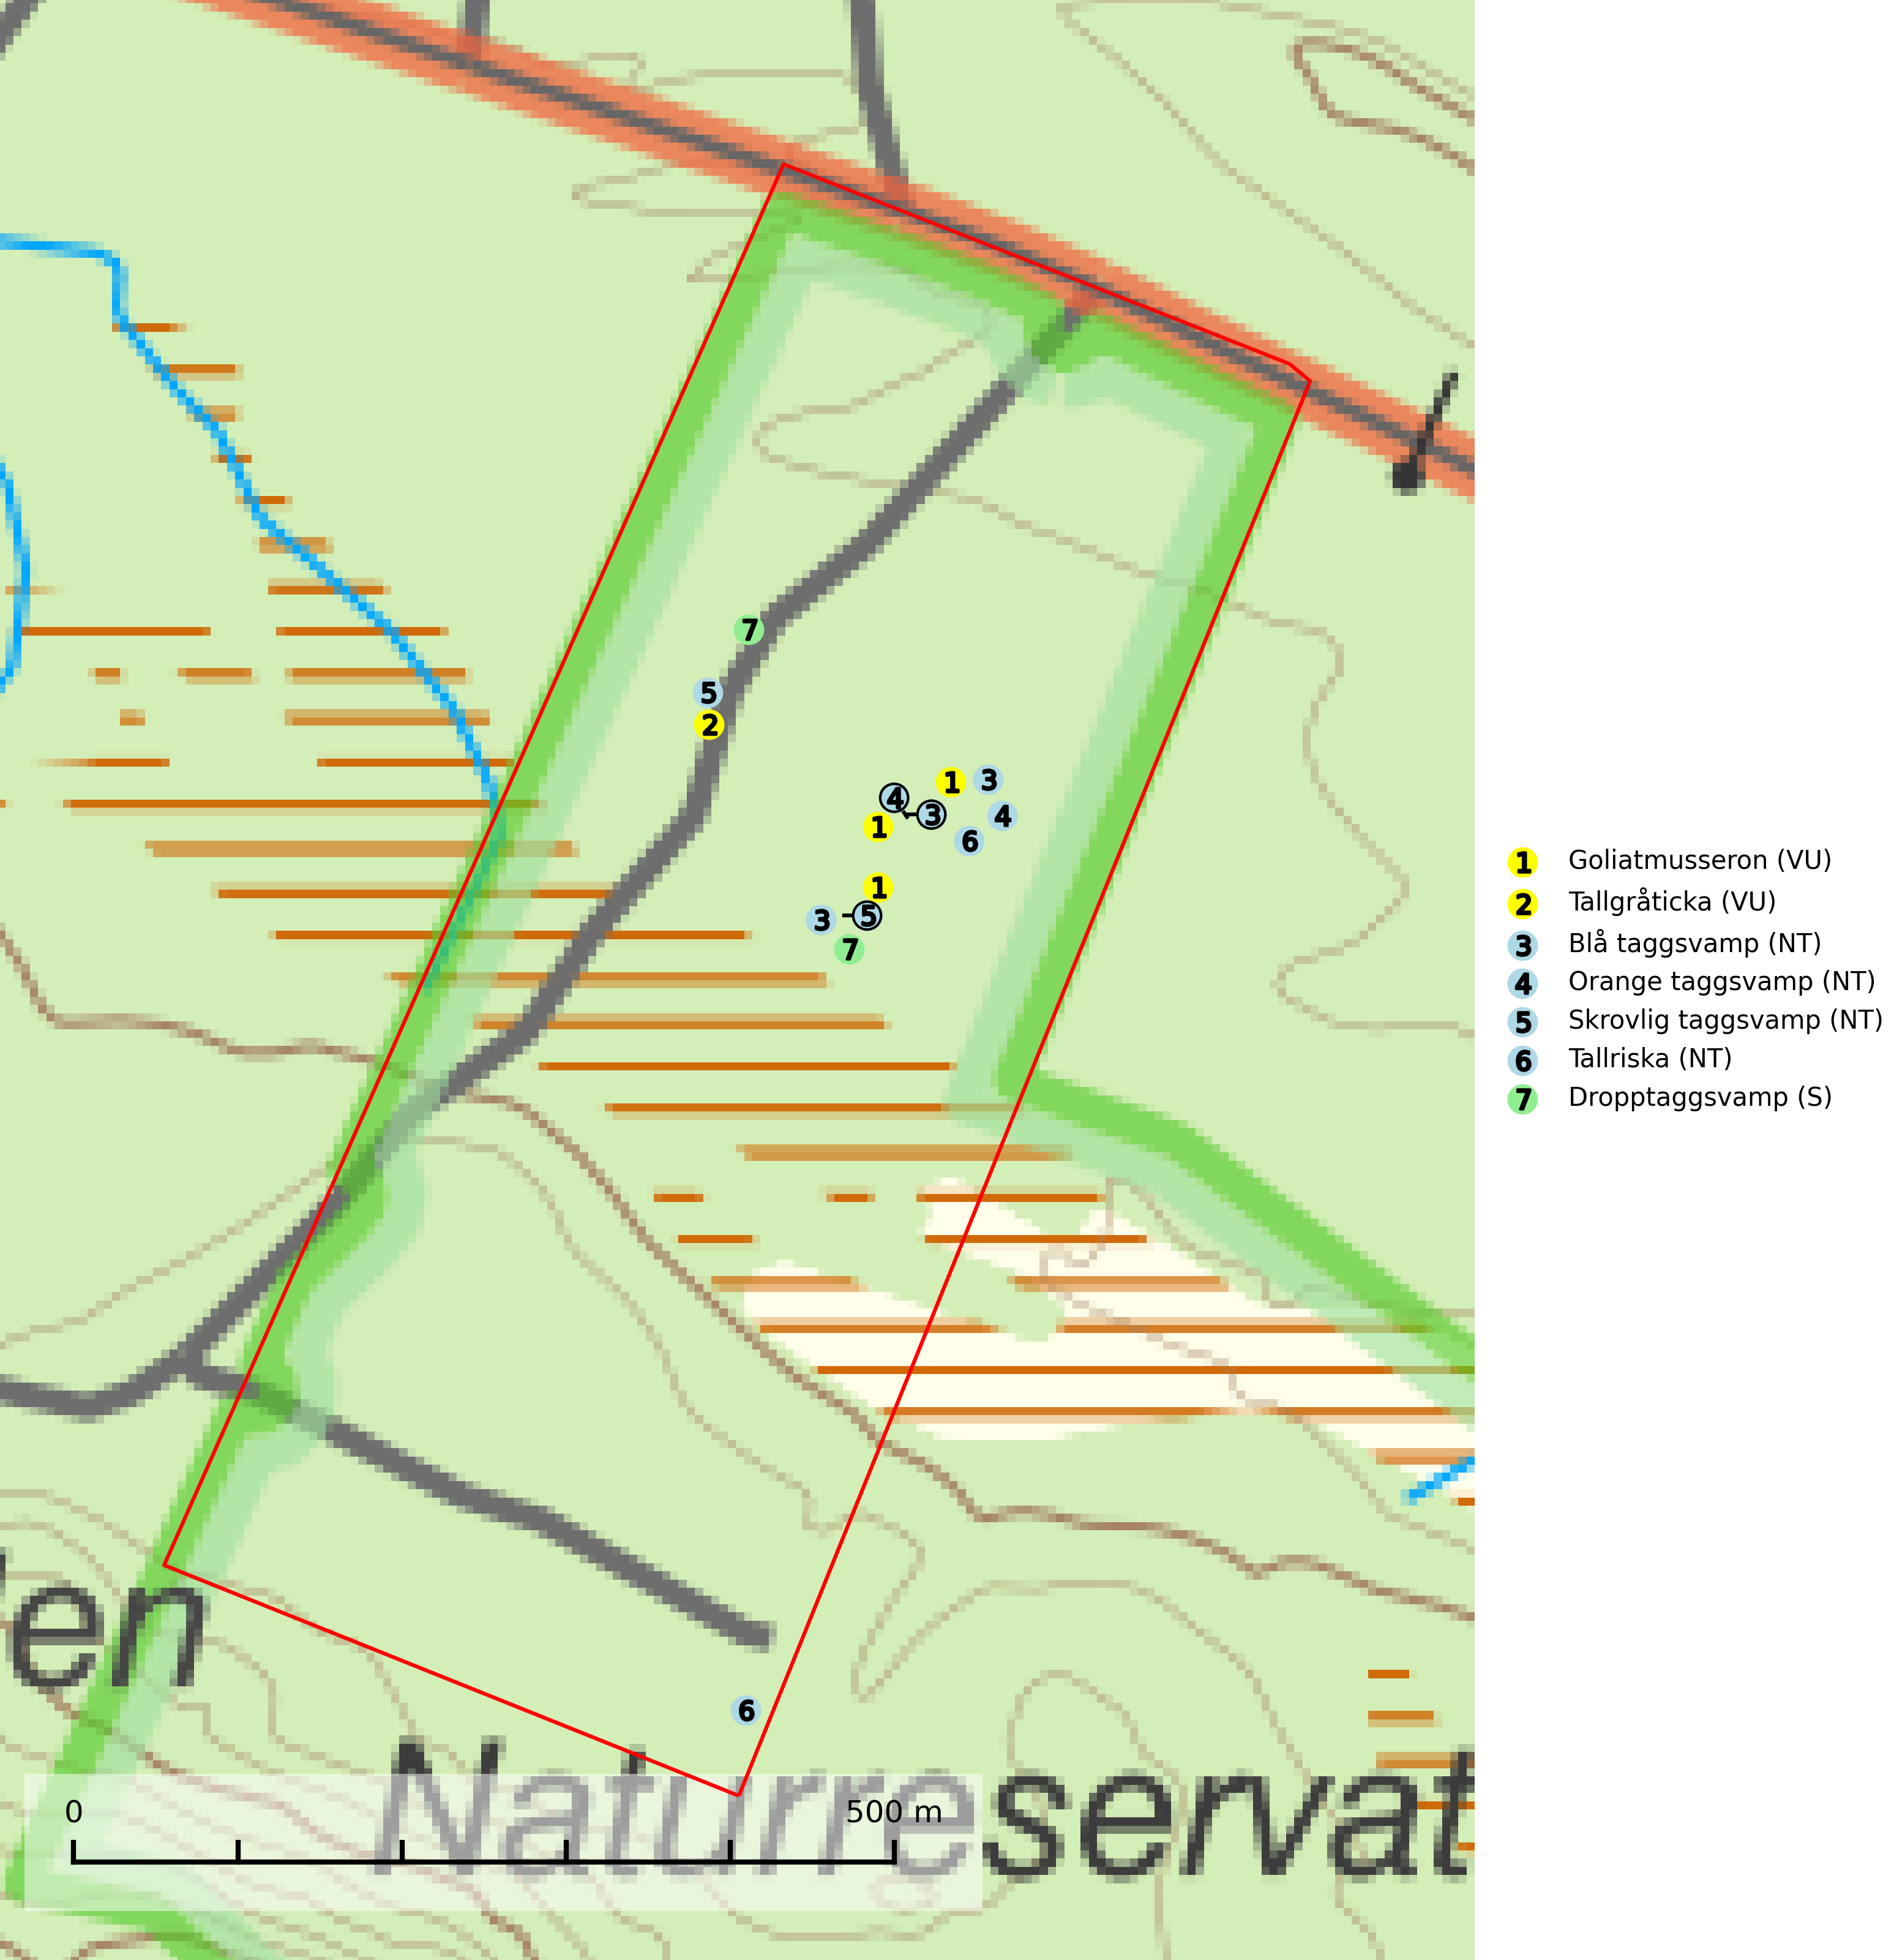 7
5
2
1
3
4
3
4
1
6
1
3
5
7
6
en
Naturreservat
0
500 m
1 Goliatmusseron (VU)
2 Tallgråticka (VU)
3 Blå taggsvamp (NT)
4 Orange taggsvamp (NT)
5 Skrovlig taggsvamp (NT)
6 Tallriska (NT)
7 Dropptaggsvamp (S)